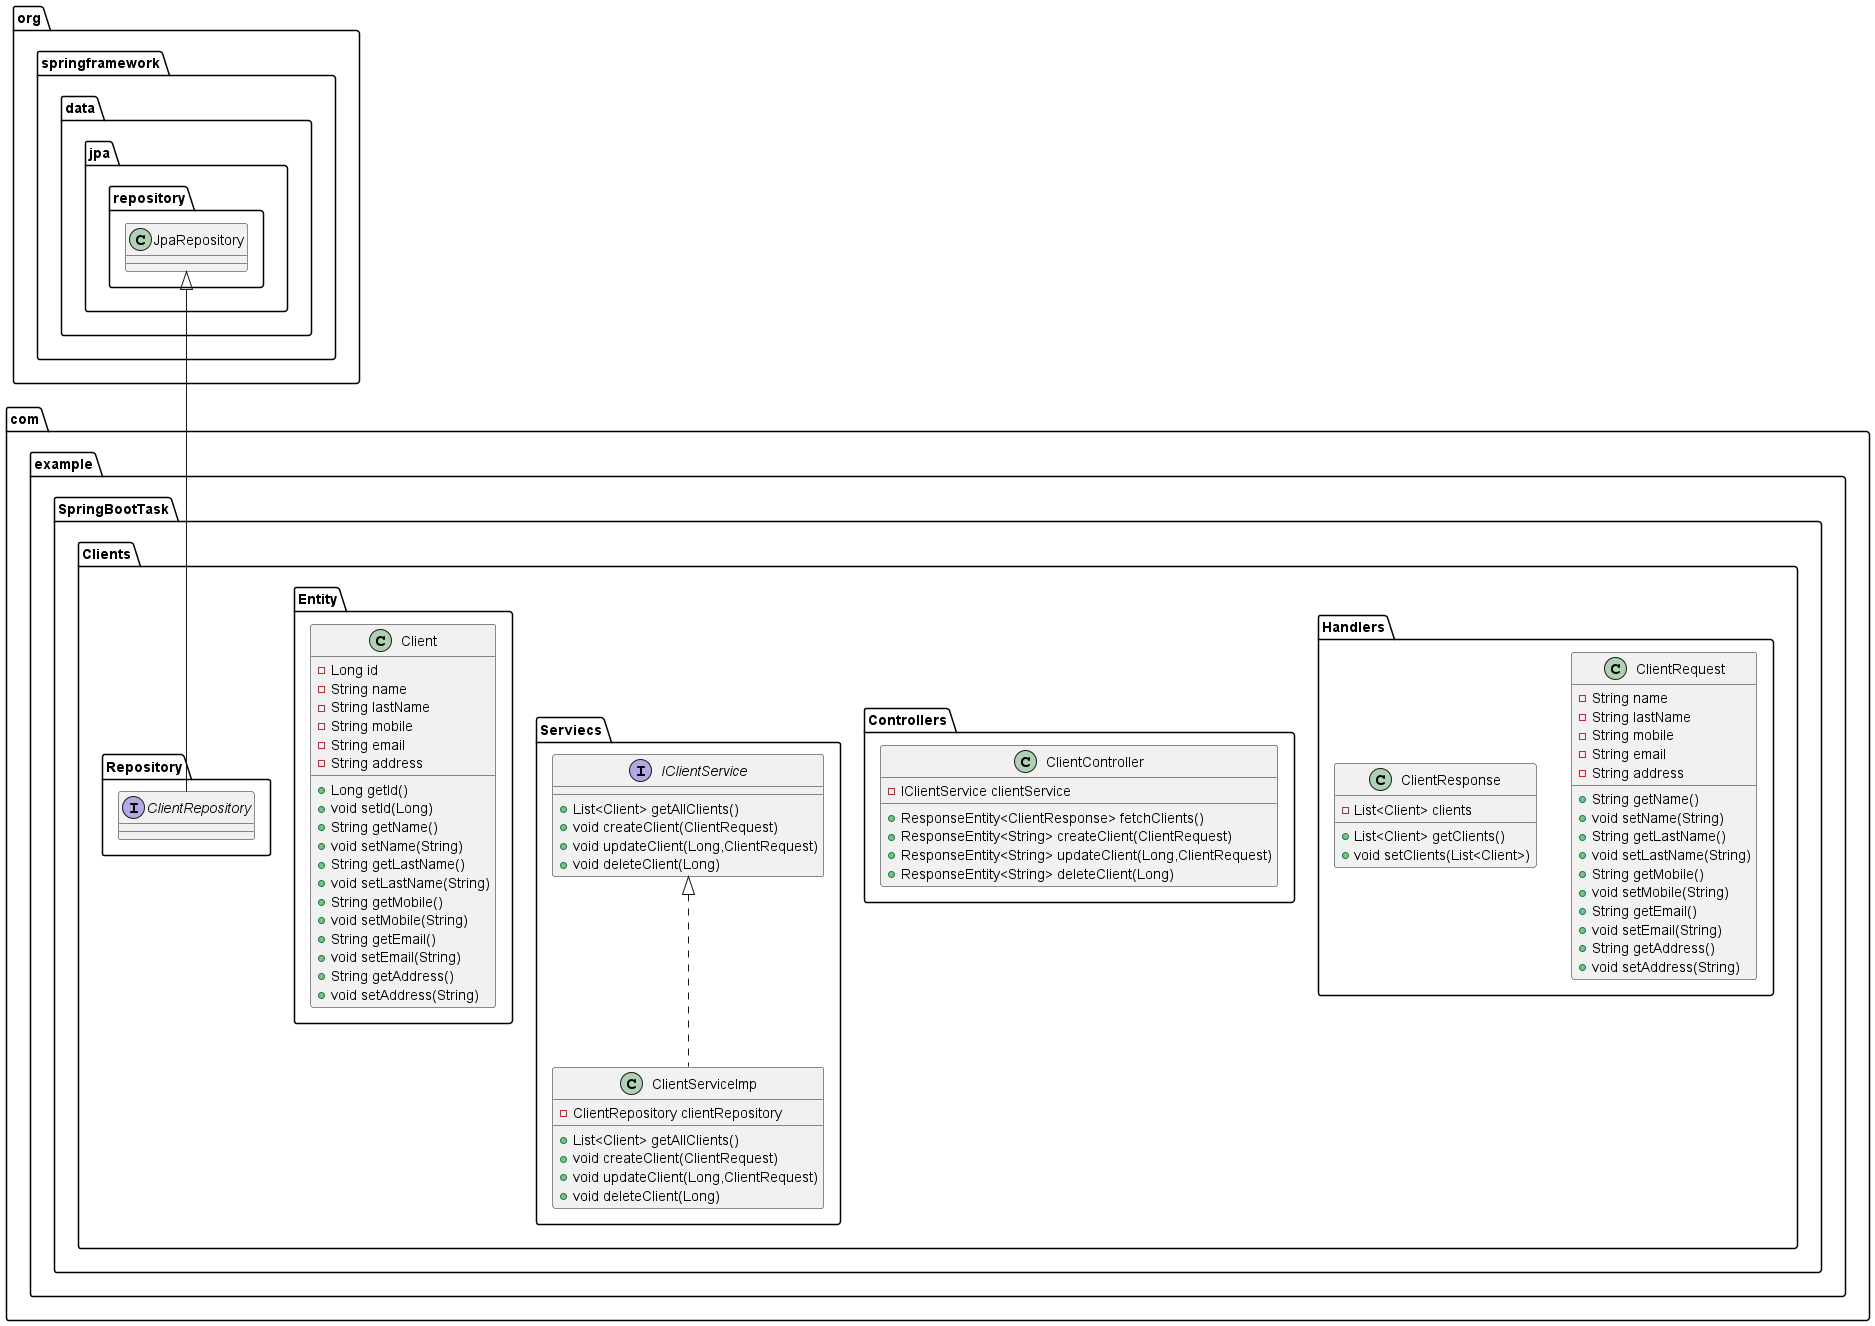 org
springframework
data
jpa
repository
C JpaRepository
com
example
SpringBootTask
Clients
Repository
I ClientRepository
Entity
C Client
Long id
String name
String lastName
String mobile
String email
String address
Long getId()
void setId(Long)
String getName()
void setName(String)
String getLastName()
void setLastName(String)
String getMobile()
void setMobile(String)
String getEmail()
void setEmail(String)
String getAddress()
void setAddress(String)
Serviecs
I IClientService
List<Client> getAllClients()
void createClient(ClientRequest)
void updateClient(Long,ClientRequest)
void deleteClient(Long)
C ClientServiceImp
ClientRepository clientRepository
List<Client> getAllClients()
void createClient(ClientRequest)
void updateClient(Long,ClientRequest)
void deleteClient(Long)
Controllers
C ClientController
IClientService clientService
ResponseEntity<ClientResponse> fetchClients()
ResponseEntity<String> createClient(ClientRequest)
ResponseEntity<String> updateClient(Long,ClientRequest)
ResponseEntity<String> deleteClient(Long)
Handlers
C ClientResponse
List<Client> clients
List<Client> getClients()
void setClients(List<Client>)
C ClientRequest
String name
String lastName
String mobile
String email
String address
String getName()
void setName(String)
String getLastName()
void setLastName(String)
String getMobile()
void setMobile(String)
String getEmail()
void setEmail(String)
String getAddress()
void setAddress(String)